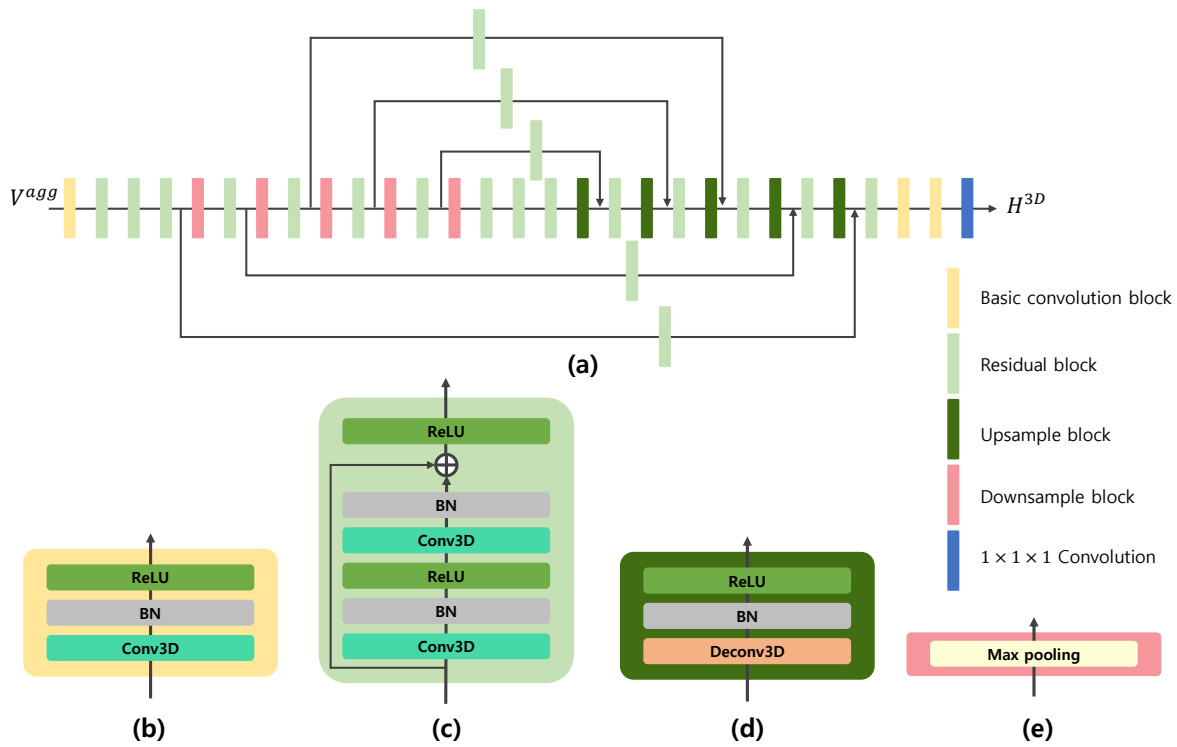 V^{agg}
H^{3D}
(a)
Basic convolution block
Residual block
Upsample block
Downsample block
1 × 1 × 1 Convolution
ReLU
BN
Conv3D
(b)
ReLU
BN
Conv3D
ReLU
BN
Conv3D
(c)
ReLU
BN
Deconv3D
(d)
Max pooling
(e)